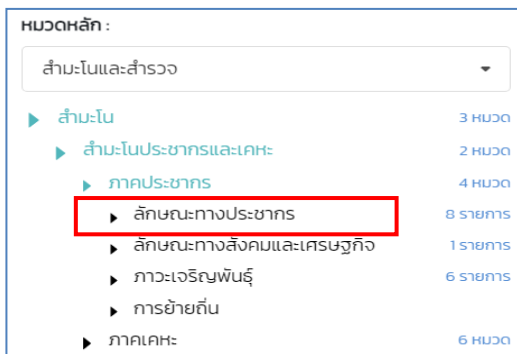 หมวดหลัก :
สำมะโนและสำรวจ
สำมะโน 3 หมวด
สำมะโนประชากรและเคหะ 2 หมวด
ภาคประชากร 4 หมวด
ลักษณะทางประชากร 8 รายการ
ลักษณะทางสังคมและเศรษฐกิจ 1 รายการ
ภาวะเจริญพันธุ์ 6 รายการ
การย้ายถิ่น
ภาคเคหะ 6 หมวด